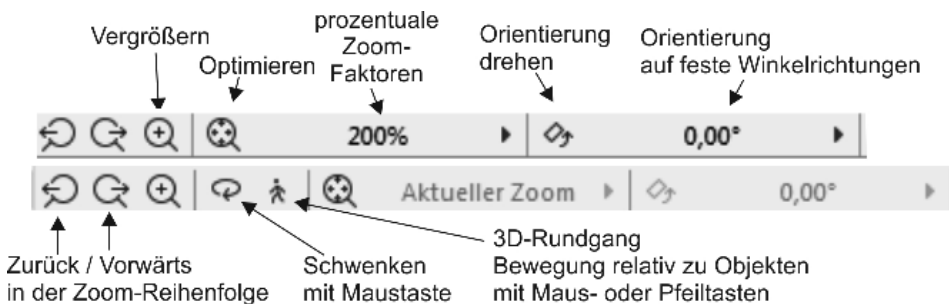 Vergrößern
Optimieren
prozentuale
Zoom-
Faktoren
Orientierung
drehen
Orientierung
auf feste Winkelrichtungen
200%
0,00°
Aktueller Zoom
0,00°
Zurück / Vorwärts
in der Zoom-Reihenfolge
Schwenken
mit Maustaste
3D-Rundgang
Bewegung relativ zu Objekten
mit Maus- oder Pfeiltasten